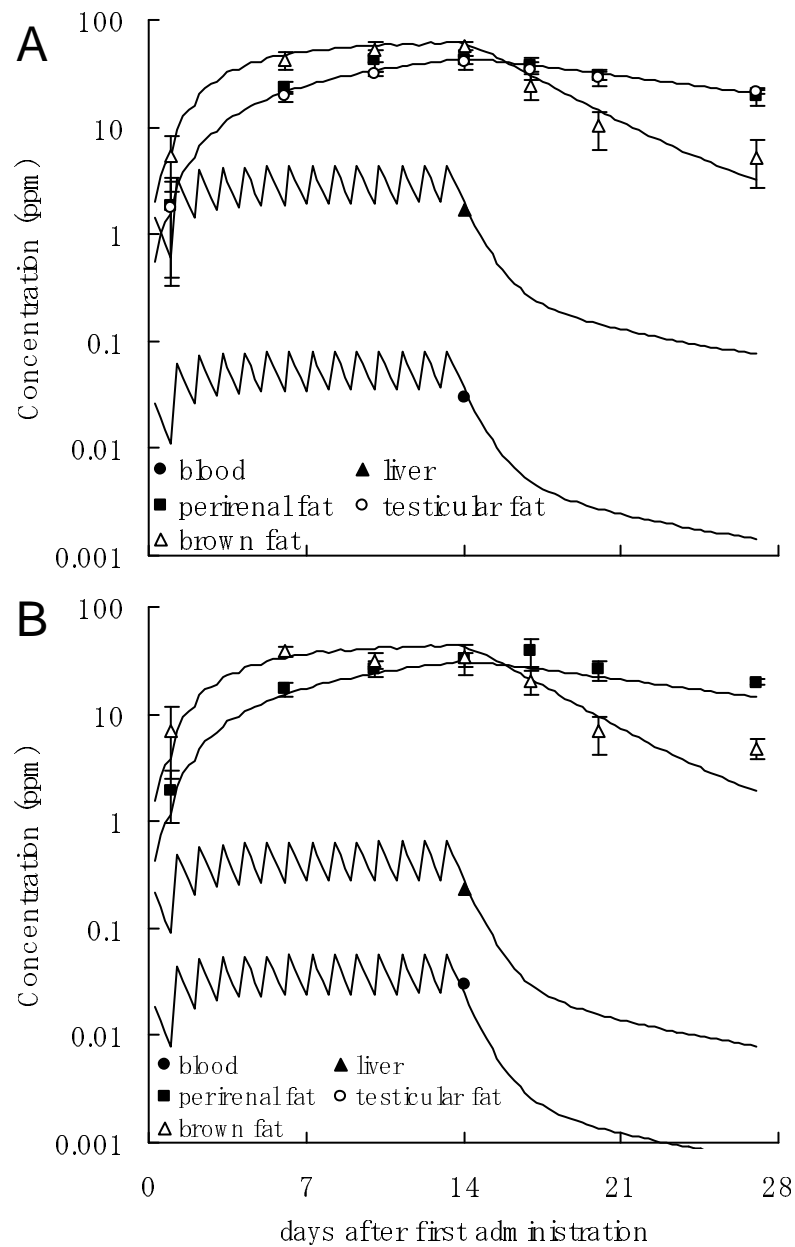 A
100
10
1
0.1
0.01
0.001
Concentration (ppm)
blood
liver
perirenal fat
testicular fat
brown fat
B
100
10
1
0.1
0.01
0.001
Concentration (ppm)
blood
liver
perirenal fat
testicular fat
brown fat
0 7 14 21 28
days after first administration